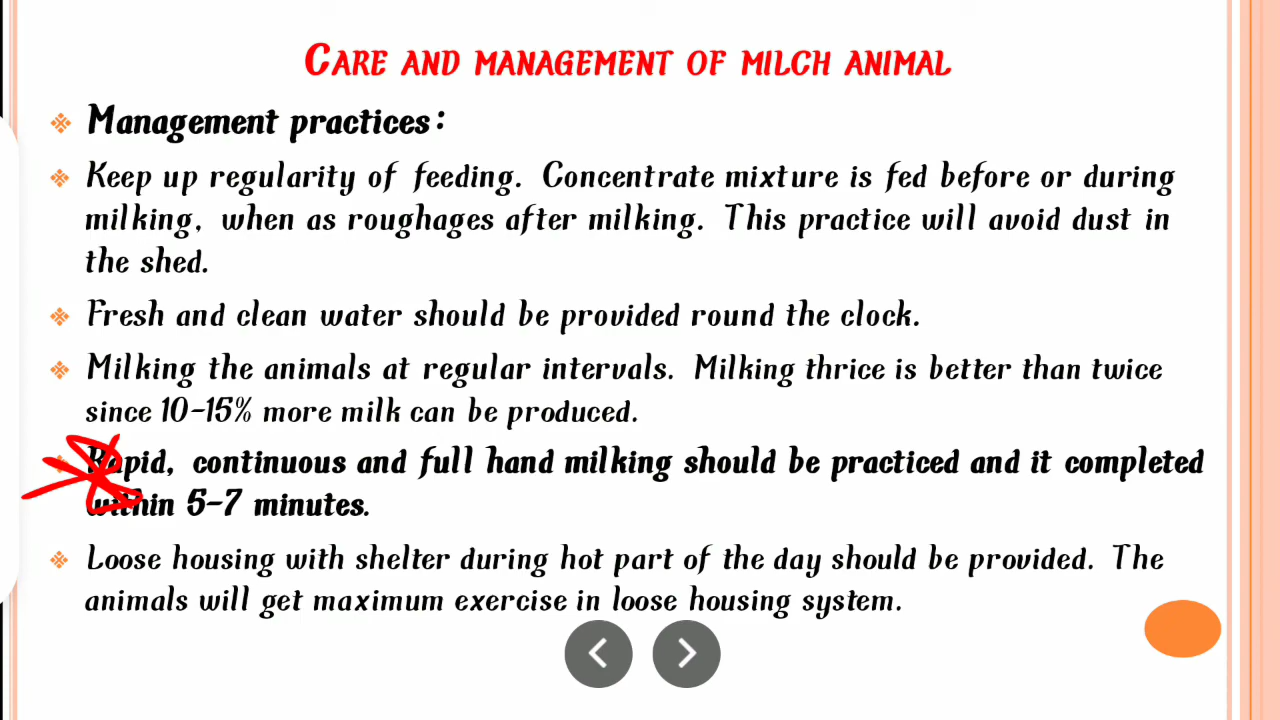 CARE AND MANAGEMENT OF MILCH ANIMAL
Management practices:
Keep up regularity of feeding. Concentrate mixture is fed before or during
milking, when as roughages after milking. This practice will avoid dust in
the shed.
Fresh and clean water should be provided round the clock.
Milking the animals at regular intervals. Milking thrice is better than twice
since 10-15% more milk can be produced.
Rapid, continuous and full hand milking should be practiced and it completed
within 5-7 minutes.
Loose housing with shelter during hot part of the day should be provided. The
animals will get maximum exercise in loose housing system.